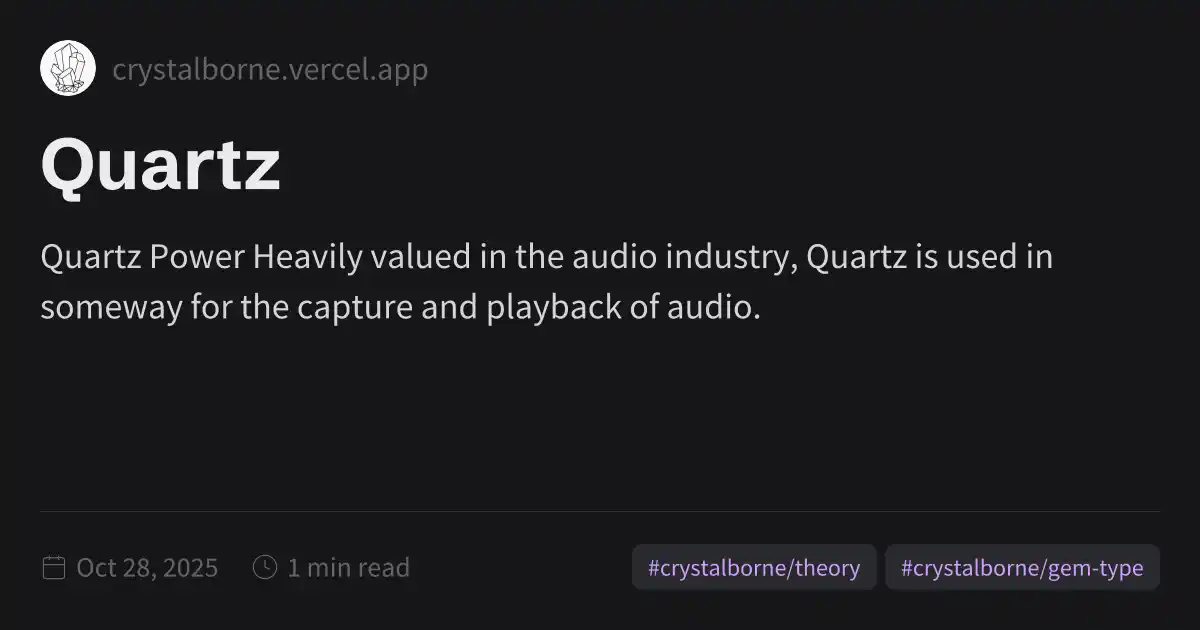 crystalborne.vercel.app
Quartz
Quartz Power Heavily valued in the audio industry, Quartz is used in
someway for the capture and playback of audio.
Oct 28, 2025 1 min read #crystalborne/theory #crystalborne/gem-type